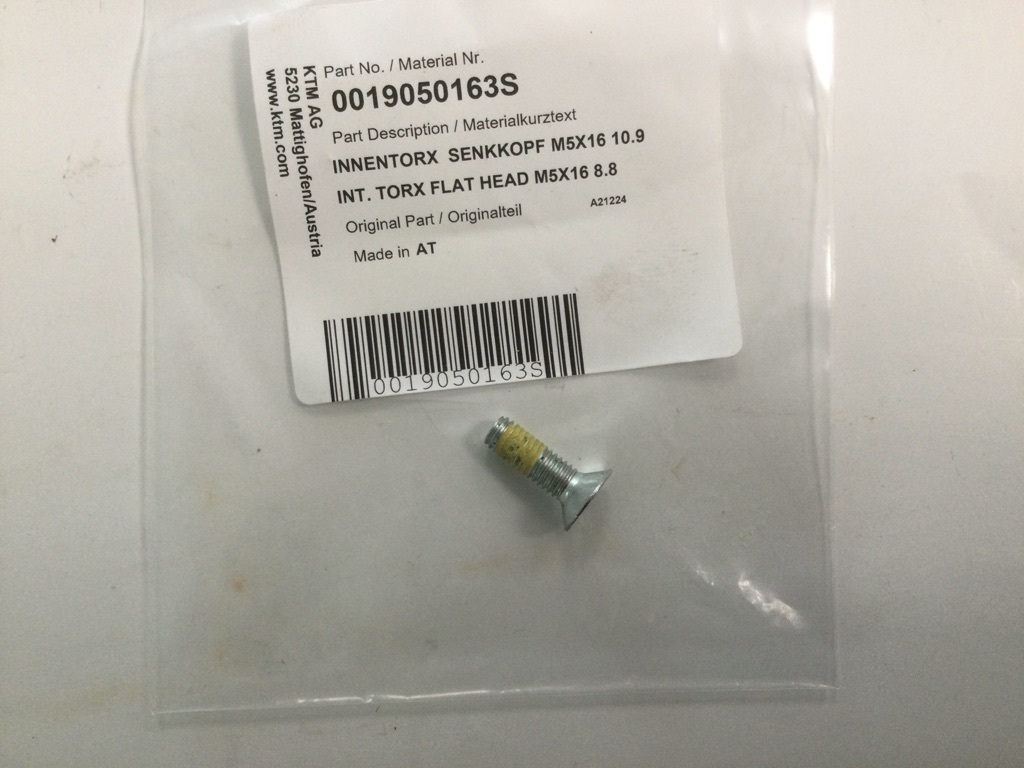 KTM AG
5230 Mattighofen/Austria
www.ktm.com
Part No. / Material Nr.
0019050163S
Part Description / Materialkurztext
INNENTORX SENKKOPF M5X16 10.9
INT. TORX FLAT HEAD M5X16 8.8
Original Part / Originalteil A21224
Made in AT
0019050163S